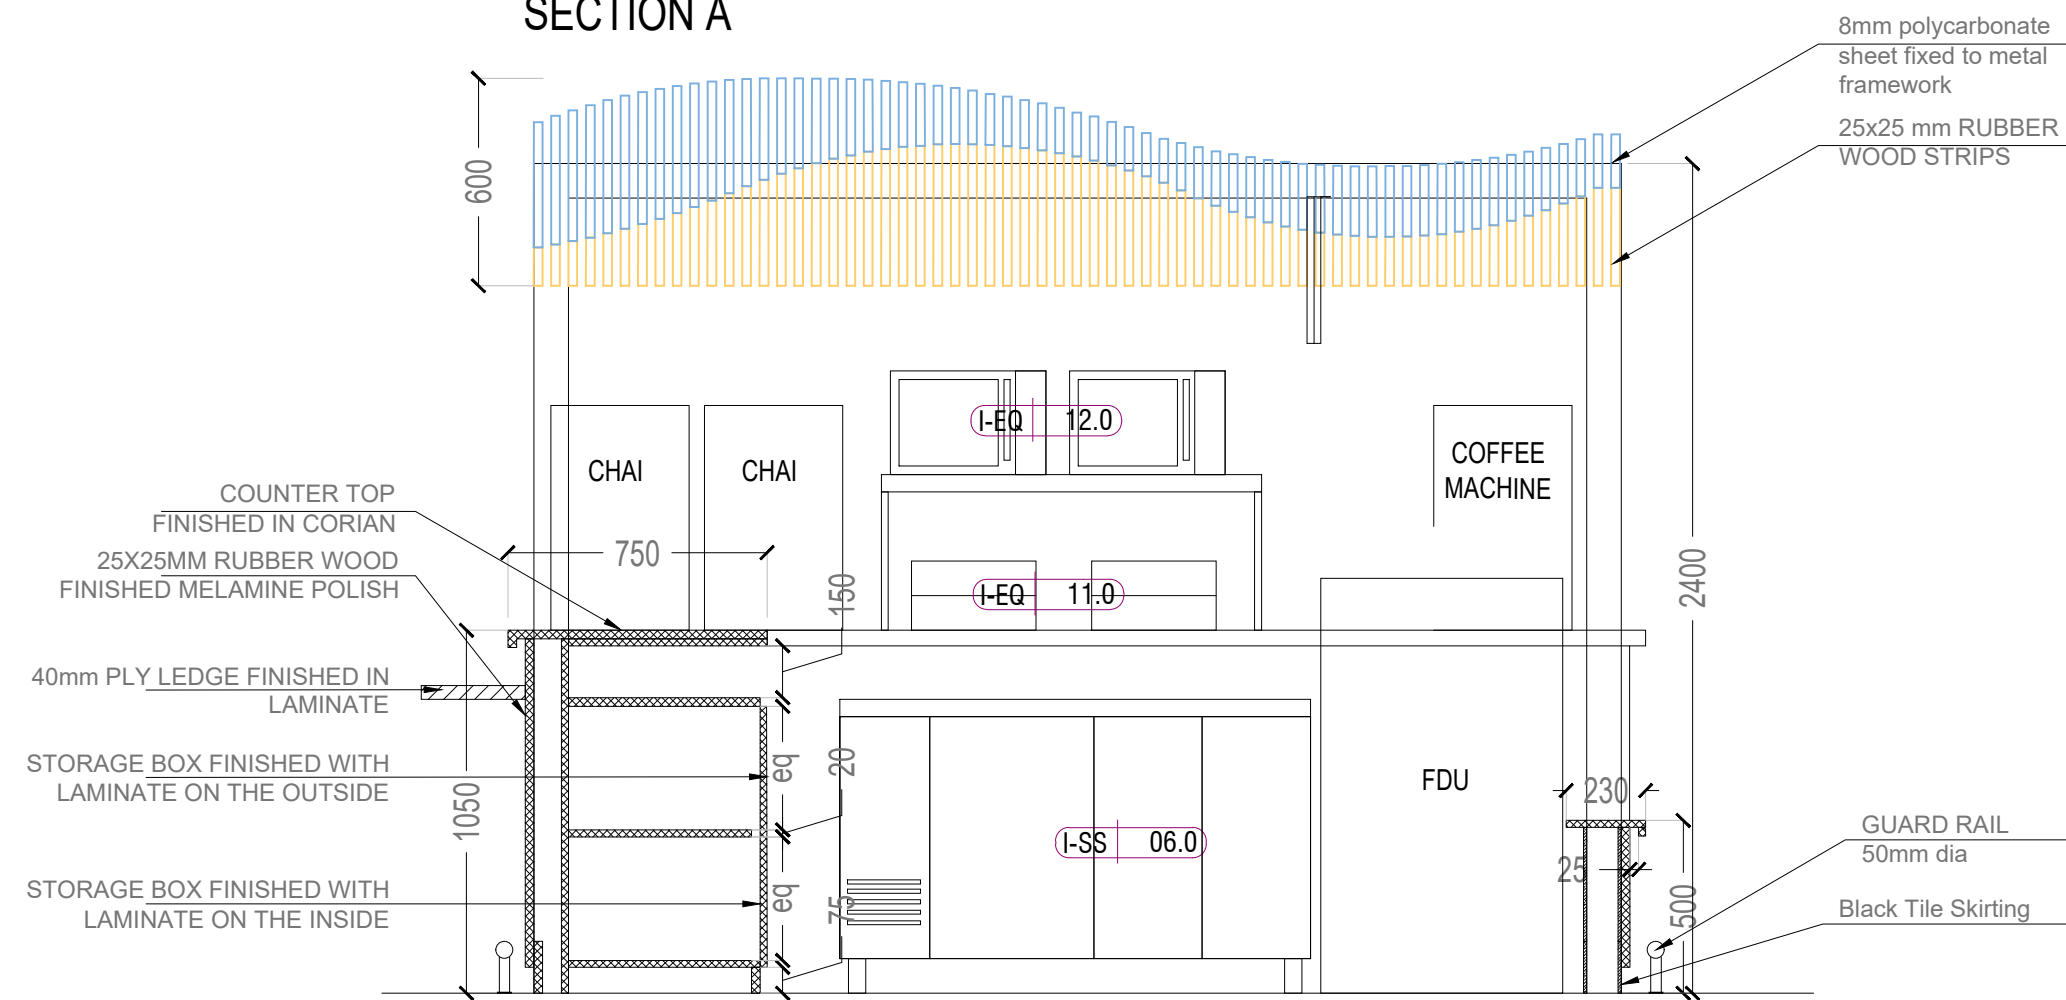 SECTION A
8mm polycarbonate
sheet fixed to metal
framework
25x25 mm RUBBER
WOOD STRIPS
600
I-EQ 12.0
CHAI
CHAI
COFFEE
MACHINE
COUNTER TOP
FINISHED IN CORIAN
750
25X25MM RUBBER WOOD
FINISHED MELAMINE POLISH
150
I-EQ 11.0
2400
40mm PLY LEDGE FINISHED IN
LAMINATE
STORAGE BOX FINISHED WITH
LAMINATE ON THE OUTSIDE
1050
eq
20
FDU
230
I-SS 06.0
GUARD RAIL
50mm dia
25
STORAGE BOX FINISHED WITH
LAMINATE ON THE INSIDE
eq
75
500
Black Tile Skirting